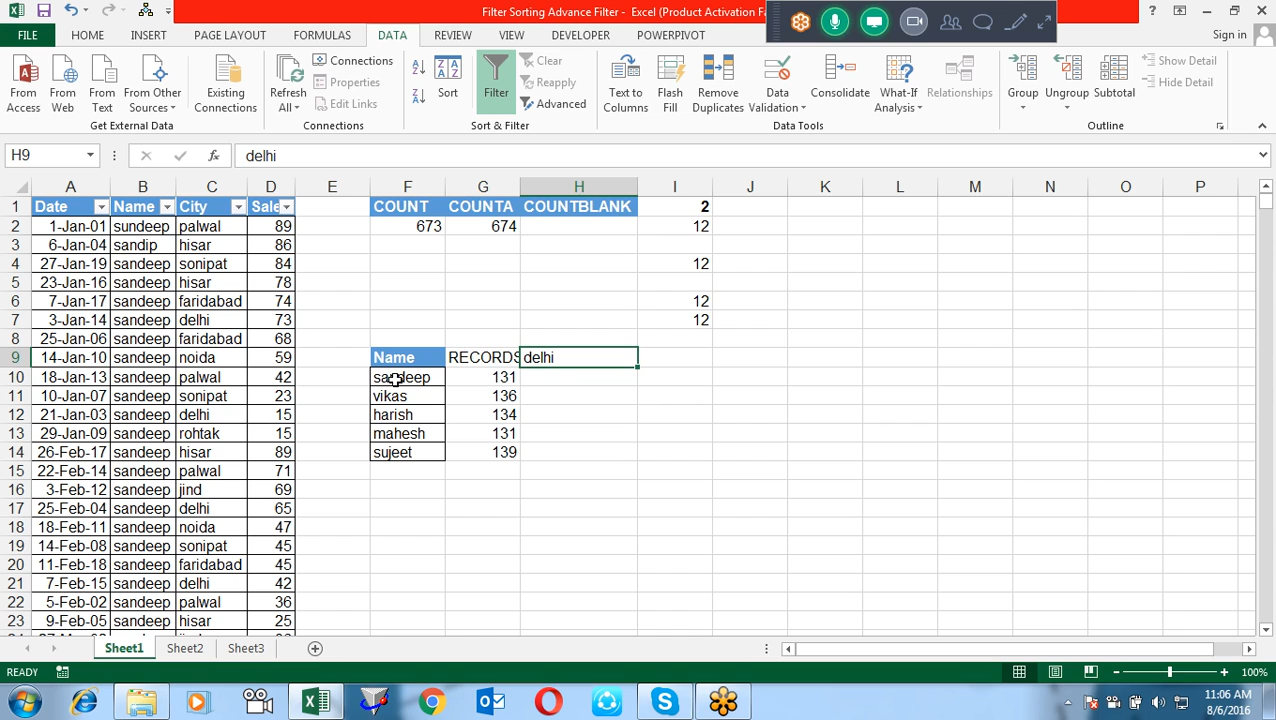 Filter Sorting Advance Filter - Excel (Product Activation Fa
Sign in
FILE HOME INSERT PAGE LAYOUT FORMULAS DATA REVIEW VIEW DEVELOPER POWERPIVOT
From Access
From Web
From Text
From Other Sources
Existing Connections
Get External Data
Refresh All
Connections
Properties
Edit Links
Connections
Sort
Filter
Clear
Reapply
Advanced
Sort & Filter
Text to Columns
Flash Fill
Remove Duplicates
Data Validation
Consolidate
What-If Analysis
Relationships
Data Tools
Group
Ungroup
Subtotal
Show Detail
Hide Detail
Outline
H9 fx delhi
A B C D E F G H I J K L M N O P
1 Date Name City Sale COUNT COUNTA COUNTBLANK 2
2 1-Jan-01 sundeep palwal 89 673 674 12
3 6-Jan-04 sandip hisar 86
4 27-Jan-19 sandeep sonipat 84 12
5 23-Jan-16 sandeep hisar 78
6 7-Jan-17 sandeep faridabad 74 12
7 3-Jan-14 sandeep delhi 73 12
8 25-Jan-06 sandeep faridabad 68
9 14-Jan-10 sandeep noida 59 Name RECORDS delhi
10 18-Jan-13 sandeep palwal 42 sandeep 131
11 10-Jan-07 sandeep sonipat 23 vikas 136
12 21-Jan-03 sandeep delhi 15 harish 134
13 29-Jan-09 sandeep rohtak 15 mahesh 131
14 26-Feb-17 sandeep hisar 89 sujeet 139
15 22-Feb-14 sandeep palwal 71
16 3-Feb-12 sandeep jind 69
17 25-Feb-04 sandeep delhi 65
18 18-Feb-11 sandeep noida 47
19 14-Feb-08 sandeep sonipat 45
20 11-Feb-18 sandeep faridabad 45
21 7-Feb-15 sandeep delhi 42
22 5-Feb-02 sandeep palwal 36
23 9-Feb-05 sandeep hisar 25
Sheet1 Sheet2 Sheet3
READY 100%
11:06 AM
8/6/2016